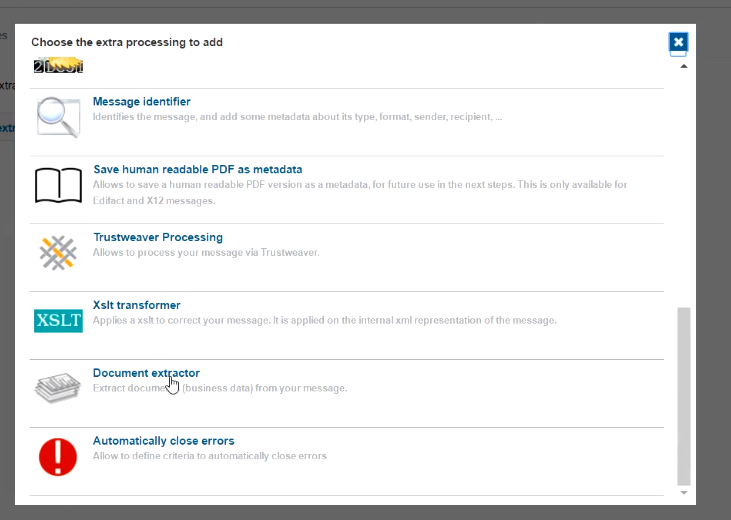 es
Choose the extra processing to add
extra
Message identifier
Identifies the message, and add some metadata about its type, format, sender, recipient, ...
extr
Save human readable PDF as metadata
Allows to save a human readable PDF version as a metadata, for future use in the next steps. This is only available for
Edifact and X12 messages.
Trustweaver Processing
Allows to process your message via Trustweaver.
XSLT
Xslt transformer
Applies a xslt to correct your message. It is applied on the internal xml representation of the message.
Document extractor
Extract docume (business data) from your message.
Automatically close errors
Allow to define criteria to automatically close errors